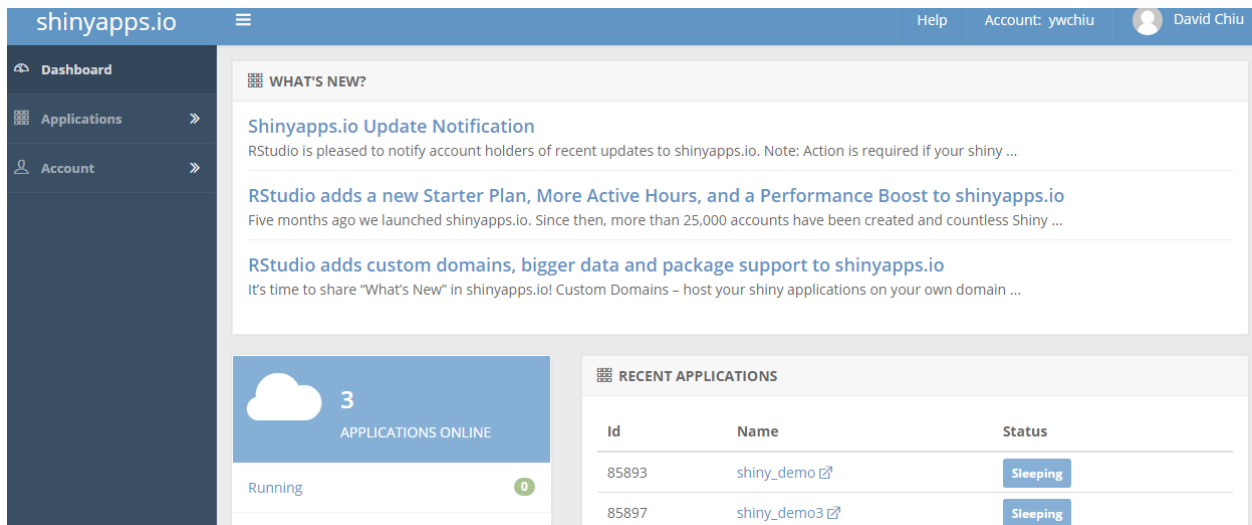 shinyapps.io
Help Account: ywchiu David Chiu
Dashboard
Applications
Account
WHAT'S NEW?
Shinyapps.io Update Notification
RStudio is pleased to notify account holders of recent updates to shinyapps.io. Note: Action is required if your shiny ...
RStudio adds a new Starter Plan, More Active Hours, and a Performance Boost to shinyapps.io
Five months ago we launched shinyapps.io. Since then, more than 25,000 accounts have been created and countless Shiny ...
RStudio adds custom domains, bigger data and package support to shinyapps.io
It's time to share “What's New” in shinyapps.io! Custom Domains – host your shiny applications on your own domain ...
3
APPLICATIONS ONLINE
Running 0
RECENT APPLICATIONS
Id Name Status
85893 shiny_demo Sleeping
85897 shiny_demo3 Sleeping